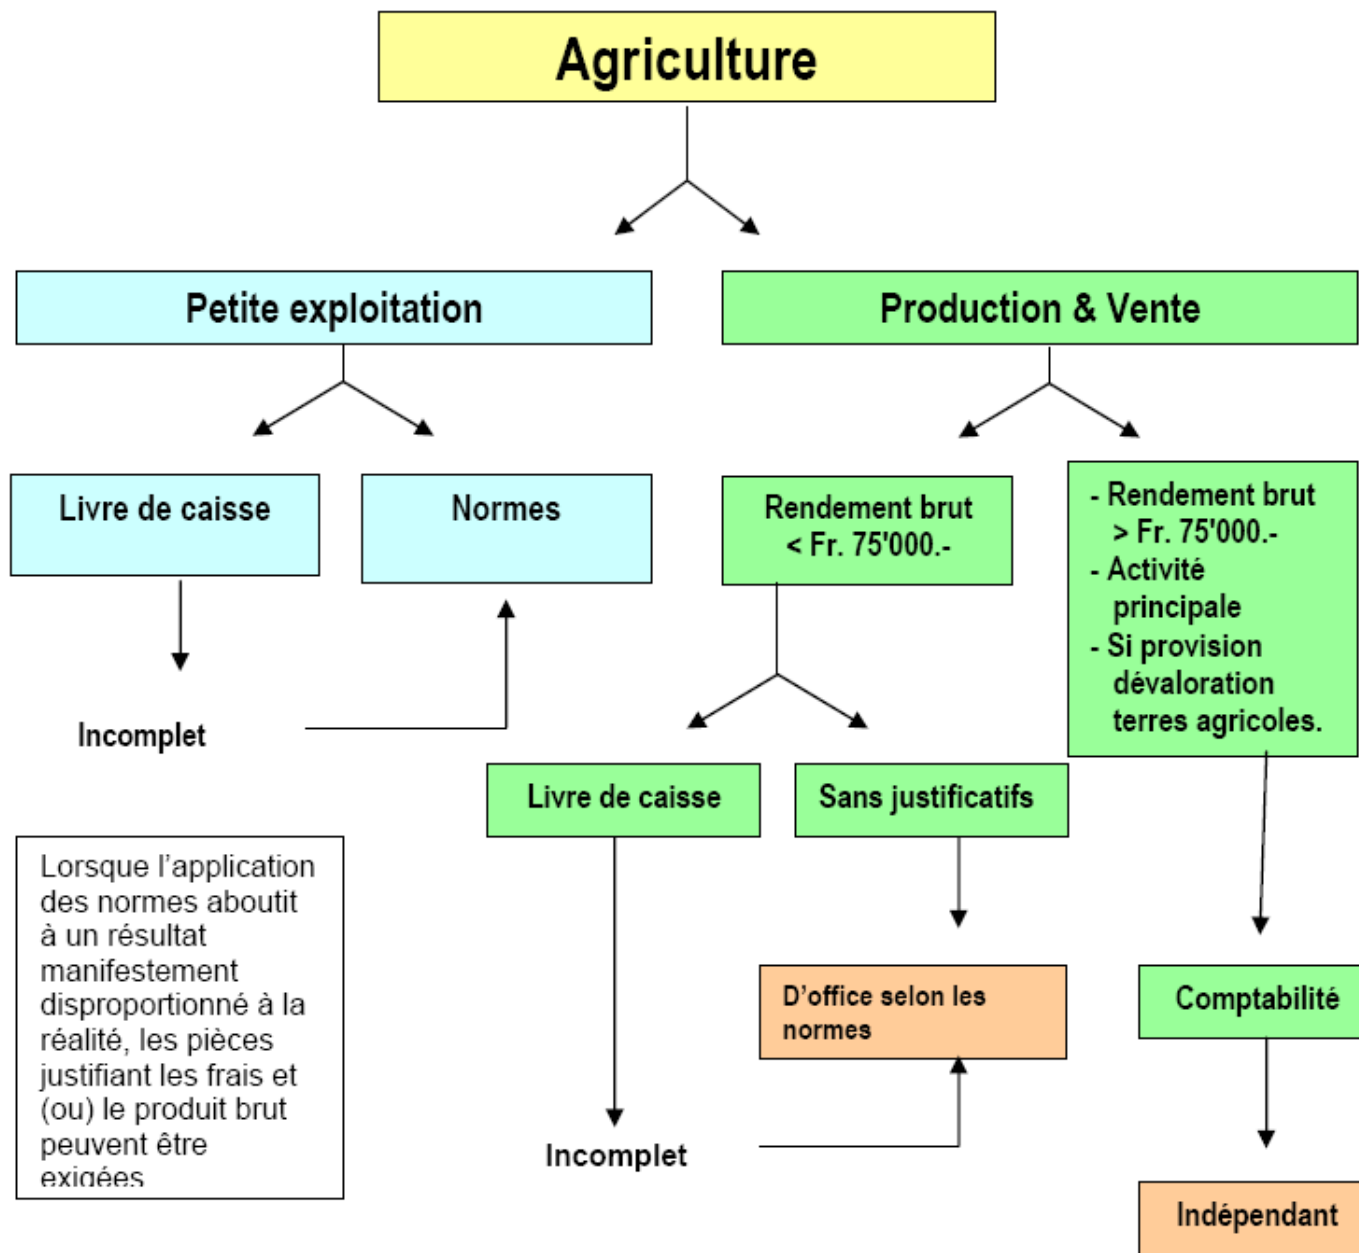 Agriculture
Petite exploitation
Production & Vente
Livre de caisse
Normes
Rendement brut
< Fr. 75'000.-
- Rendement brut
> Fr. 75'000.-
- Activité
principale
- Si provision
dévaloration
terres agricoles.
Incomplet
Livre de caisse
Sans justificatifs
Lorsque l’application
des normes aboutit
à un résultat
manifestement
disproportionné à la
réalité, les pièces
justifiant les frais et
(ou) le produit brut
peuvent être
exigées
D’office selon les
normes
Comptabilité
Incomplet
Indépendant